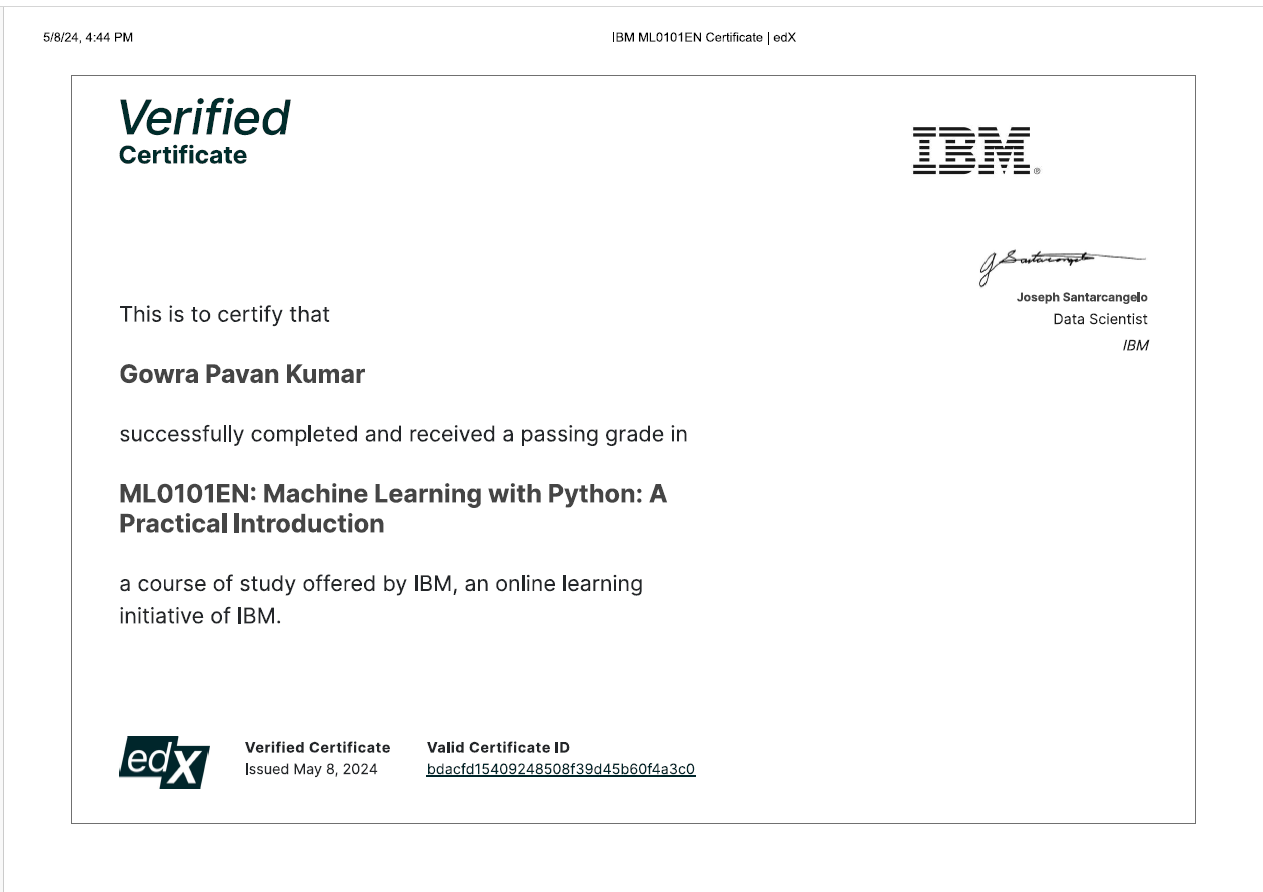 5/8/24, 4:44 PM
IBM ML0101EN Certificate | edX
Verified
Certificate
IBM®
J Santarcangelo
Joseph Santarcangelo
Data Scientist
IBM
This is to certify that
Gowra Pavan Kumar
successfully completed and received a passing grade in
ML0101EN: Machine Learning with Python: A
Practical Introduction
a course of study offered by IBM, an online learning
initiative of IBM.
edX
Verified Certificate
Issued May 8, 2024
Valid Certificate ID
bdacfd15409248508f39d45b60f4a3c0